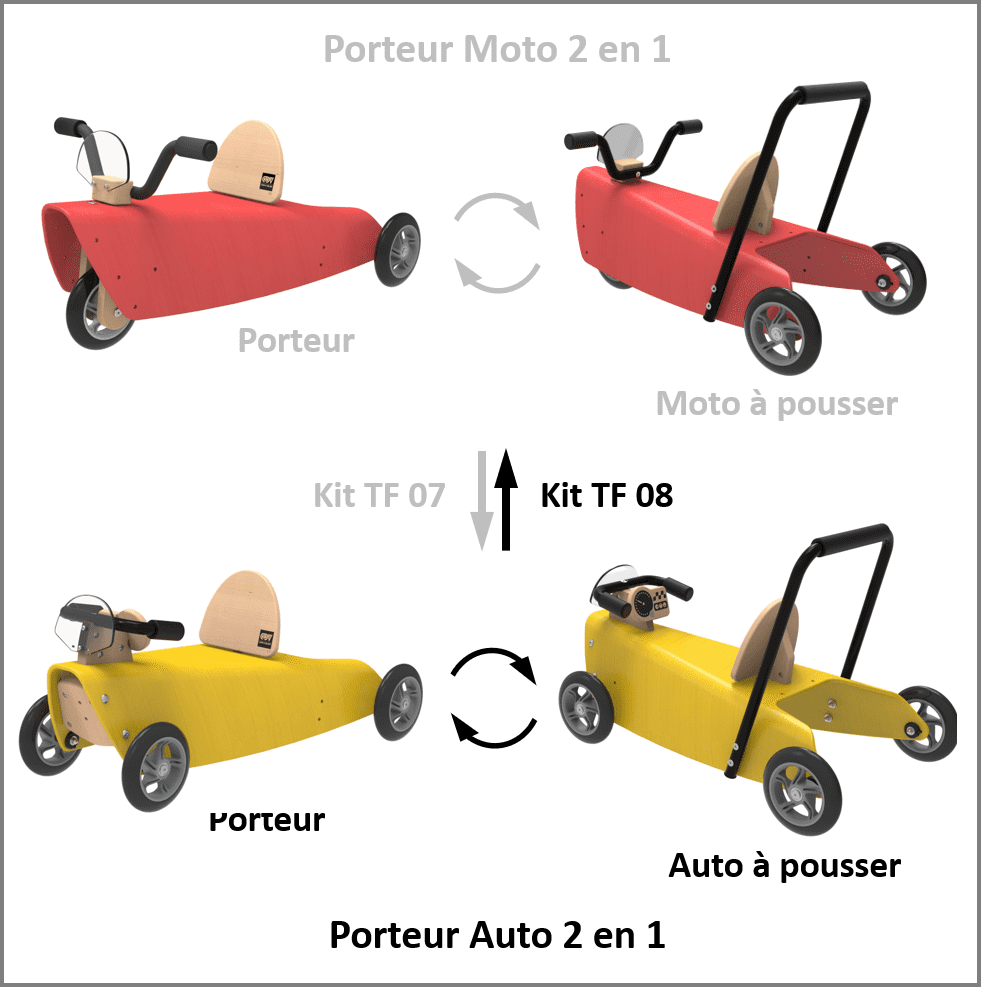 Porteur Moto 2 en 1
Porteur
Moto à pousser
Kit TF 07
Kit TF 08
Porteur
Auto à pousser
Porteur Auto 2 en 1